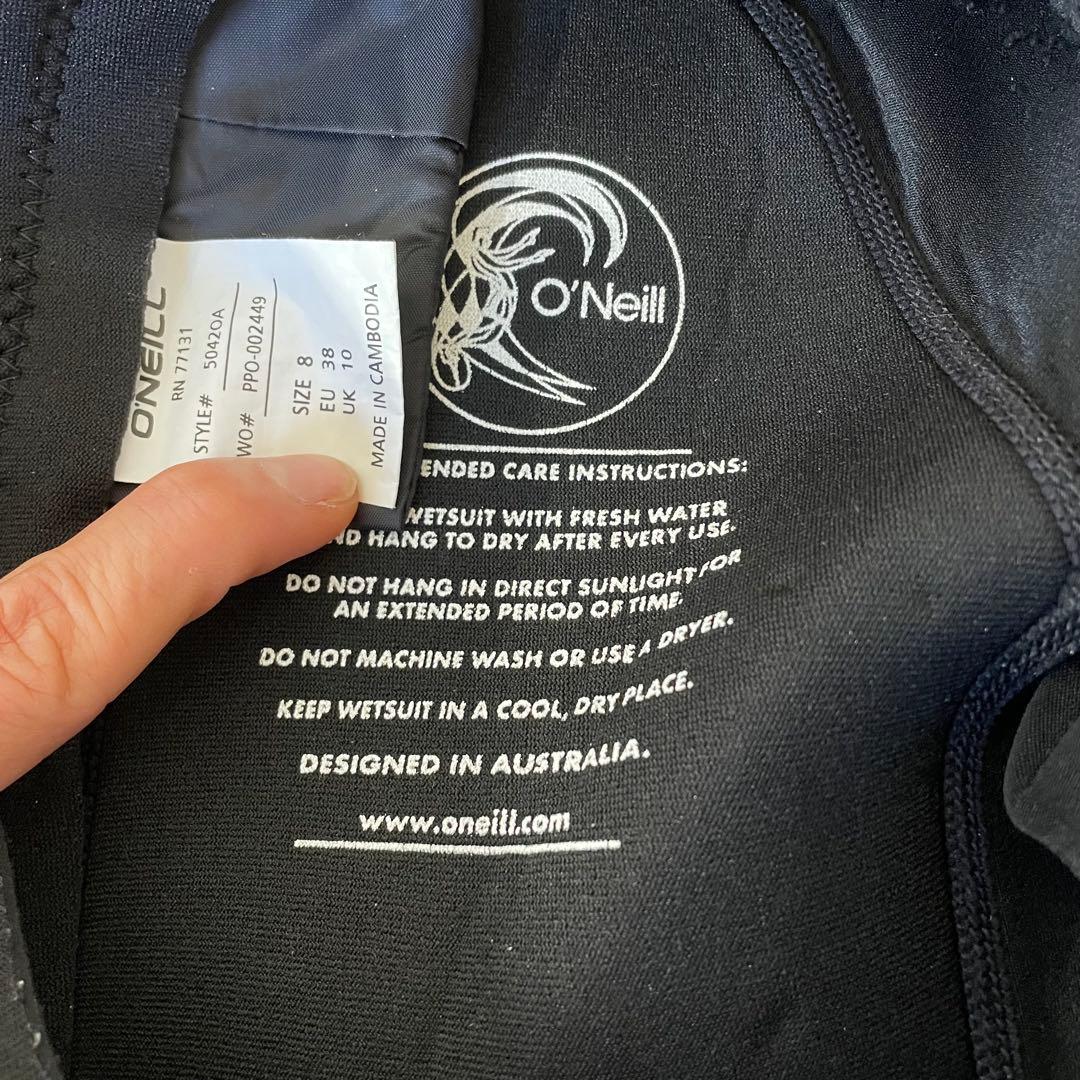 O'NEILL
RN 77131
STYLE# 50420A
WO# PPO-002449
SIZE 8
EU 38
UK 10
MADE IN CAMBODIA
O'Neill
ENDED CARE INSTRUCTIONS:
WETSUIT WITH FRESH WATER
ND HANG TO DRY AFTER EVERY USE.
DO NOT HANG IN DIRECT SUNLIGHT FOR
AN EXTENDED PERIOD OF TIME.
DO NOT MACHINE WASH OR USE A DRYER.
KEEP WETSUIT IN A COOL, DRY PLACE.
DESIGNED IN AUSTRALIA.
www.oneill.com